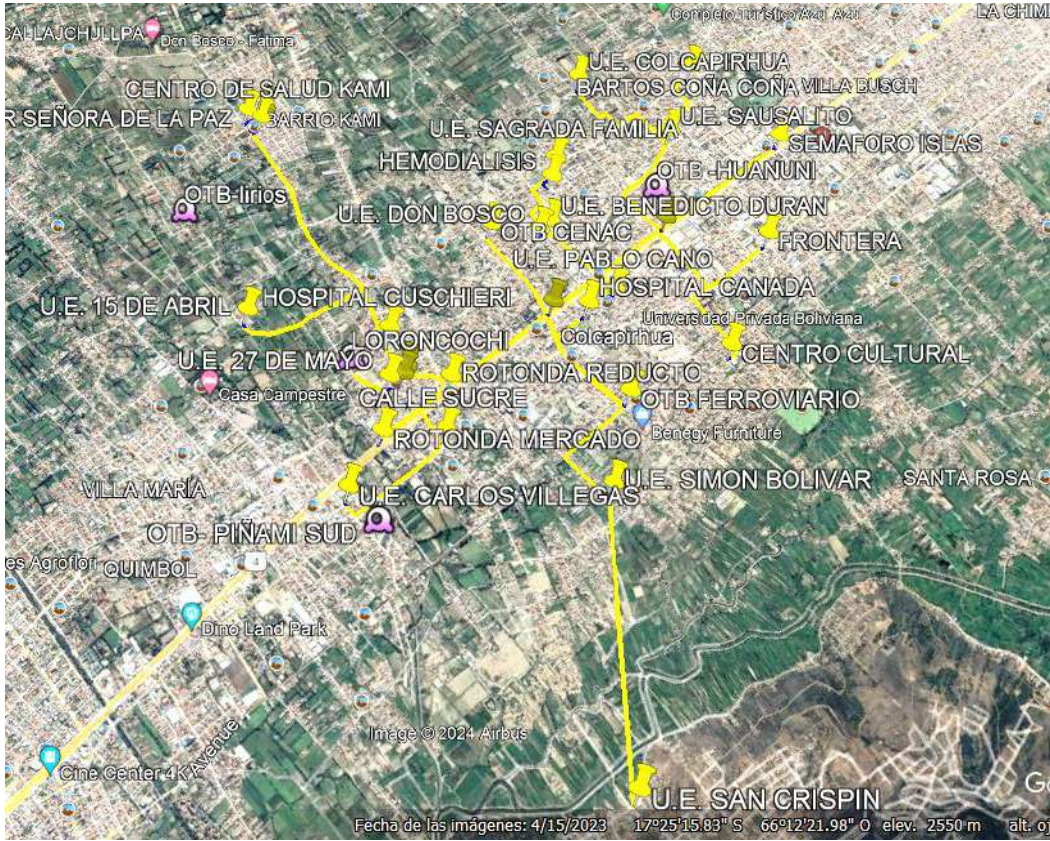 Complejo Turístico Azul Azul
LA CHIM
CALLAJCHULLPA
Don Bosco - Fatima
U.E. COLCAPIRHUA
CENTRO DE SALUD KAMI
BARTOS COÑA COÑA
VILLA BUSCH
R SEÑORA DE LA PAZ
BARRIO KAMI
U.E. SAGRADA FAMILIA
U.E. SAUSALITO
SEMAFORO ISLAS
HEMODIALISIS
OTB -HUANUNI
OTB-lirios
U.E. DON BOSCO
U.E. BENEDICTO DURAN
OTB CENAC
FRONTERA
U.E. PABLO CANO
U.E. 15 DE ABRIL
HOSPITAL CUSCHIERI
HOSPITAL CANADA
Universidad Privada Boliviana
LORONCOCHI
Colcapirhua
U.E. 27 DE MAYO
CENTRO CULTURAL
ROTONDA REDUCTO
Casa Campestre
CALLE SUCRE
OTB FERROVIARIO
ROTONDA MERCADO
Benegy Furniture
VILLA MARÍA
U.E. CARLOS VILLEGAS
U.E. SIMON BOLIVAR
SANTA ROSA
OTB- PIÑAMI SUD
es Agroflori
QUIMBOL
4
Dino Land Park
Avenue
Image © 2024 Airbus
Cine Center 4K
U.E. SAN CRISPIN
Go
Fecha de las imágenes: 4/15/2023 17°25'15.83" S 66°12'21.98" O elev. 2550 m alt. oj